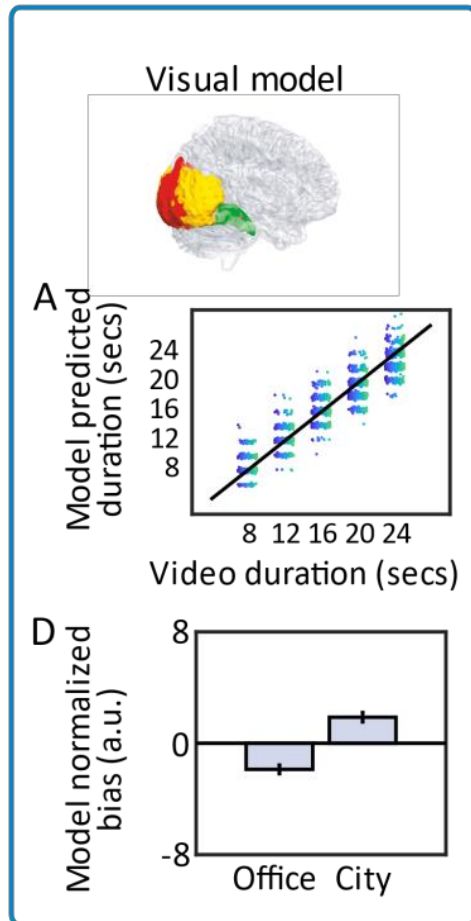 Visual model
A
Model predicted
duration (secs)
24
20
16
12
8
8 12 16 20 24
Video duration (secs)
D
Model normalized
bias (a.u.)
8
0
-8
Office City